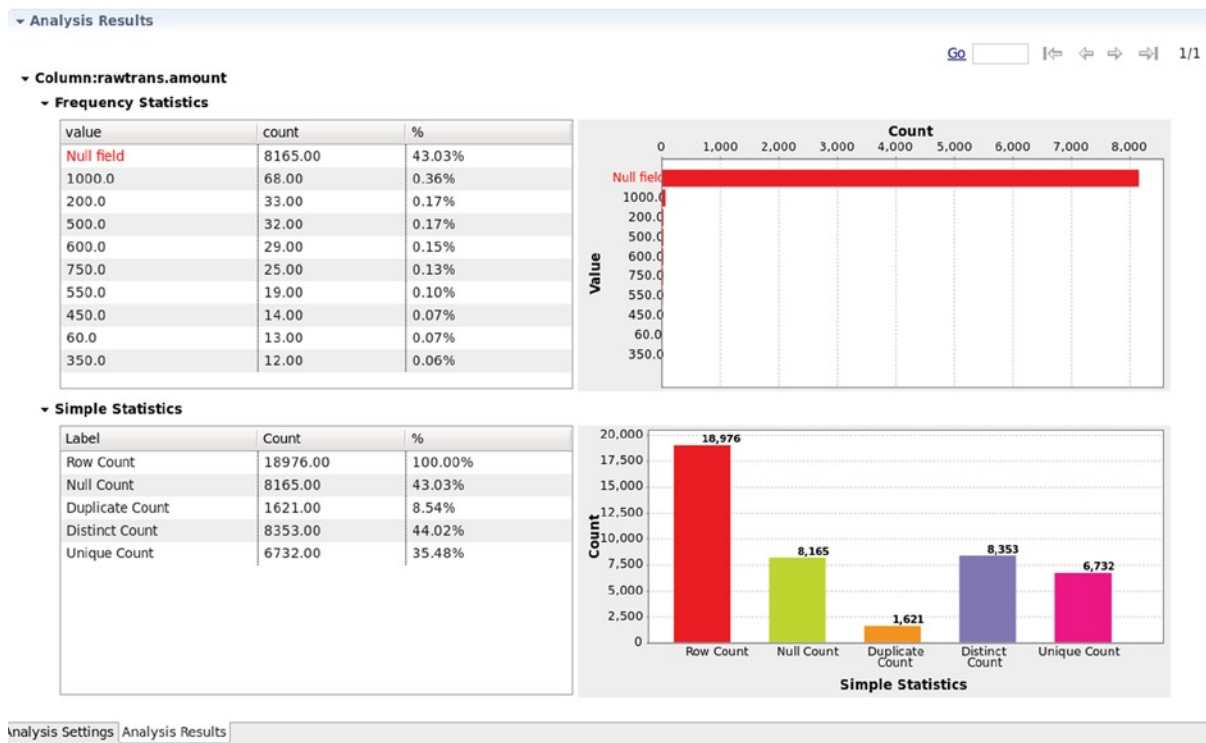 Analysis Results
Go 1/1
Column:rawtrans.amount
Frequency Statistics
value count %
Null field 8165.00 43.03%
1000.0 68.00 0.36%
200.0 33.00 0.17%
500.0 32.00 0.17%
600.0 29.00 0.15%
750.0 25.00 0.13%
550.0 19.00 0.10%
450.0 14.00 0.07%
60.0 13.00 0.07%
350.0 12.00 0.06%
Count
0 1,000 2,000 3,000 4,000 5,000 6,000 7,000 8,000
Null field
1000.0
200.0
500.0
600.0
750.0
550.0
450.0
60.0
350.0
Value
Simple Statistics
Label Count %
Row Count 18976.00 100.00%
Null Count 8165.00 43.03%
Duplicate Count 1621.00 8.54%
Distinct Count 8353.00 44.02%
Unique Count 6732.00 35.48%
20,000
17,500
15,000
12,500
10,000
7,500
5,000
2,500
0
Count
18,976
8,165
1,621
8,353
6,732
Row Count Null Count Duplicate Count Distinct Count Unique Count
Simple Statistics
Analysis Settings Analysis Results